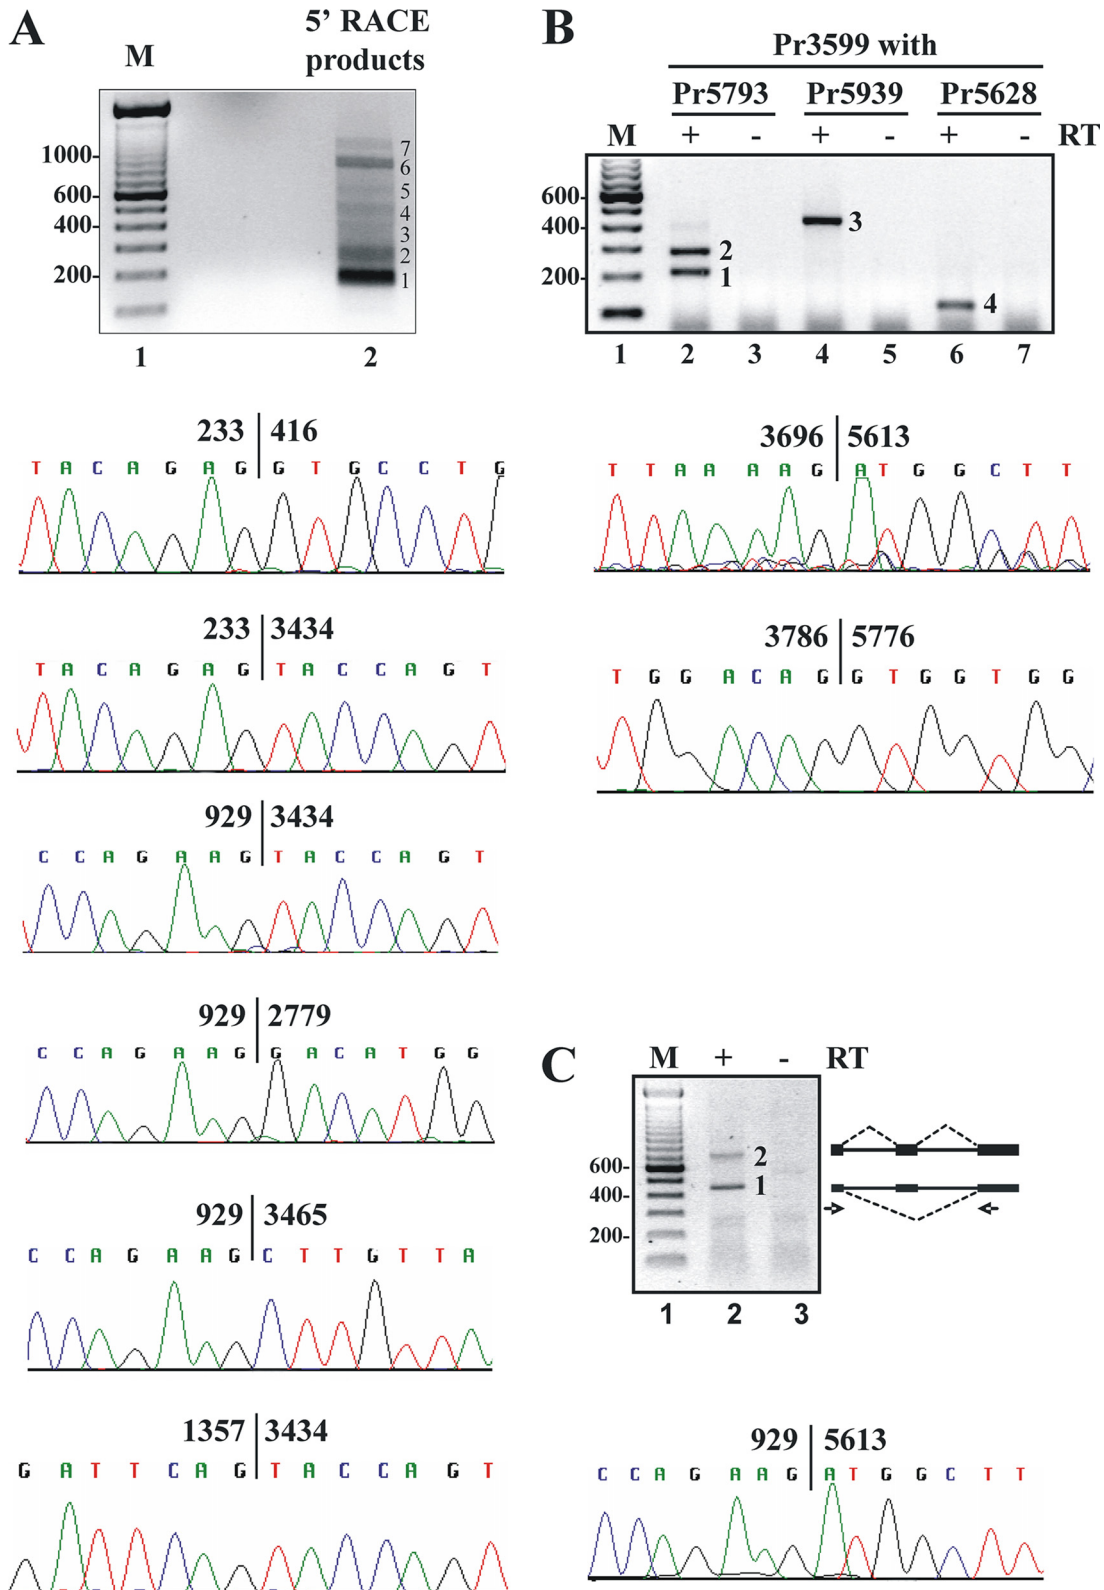 A
5' RACE
products
M
1000-
600-
400-
200-
7
6
5
4
3
2
1
1
2
B
Pr3599 with
Pr5793 Pr5939 Pr5628
M + - + - + - RT
600-
400-
200-
2
1
3
4
1 2 3 4 5 6 7
233 | 416
T A C A G A G G T G C C T G
233 | 3434
T A C A G A G T A C C A G T
929 | 3434
C C A G A A G T A C C A G T
929 | 2779
C C A G A A G G A C A T G G
929 | 3465
C C A G A A G C T T G T T A
1357 | 3434
G A T T C A G T A C C A G T
3696 | 5613
T T A A A A G A T G G C T T
3786 | 5776
T G G A C A G G T G G T G G
C
M + - RT
600-
400-
200-
2
1
1 2 3
929 | 5613
C C A G A A G A T G G C T T